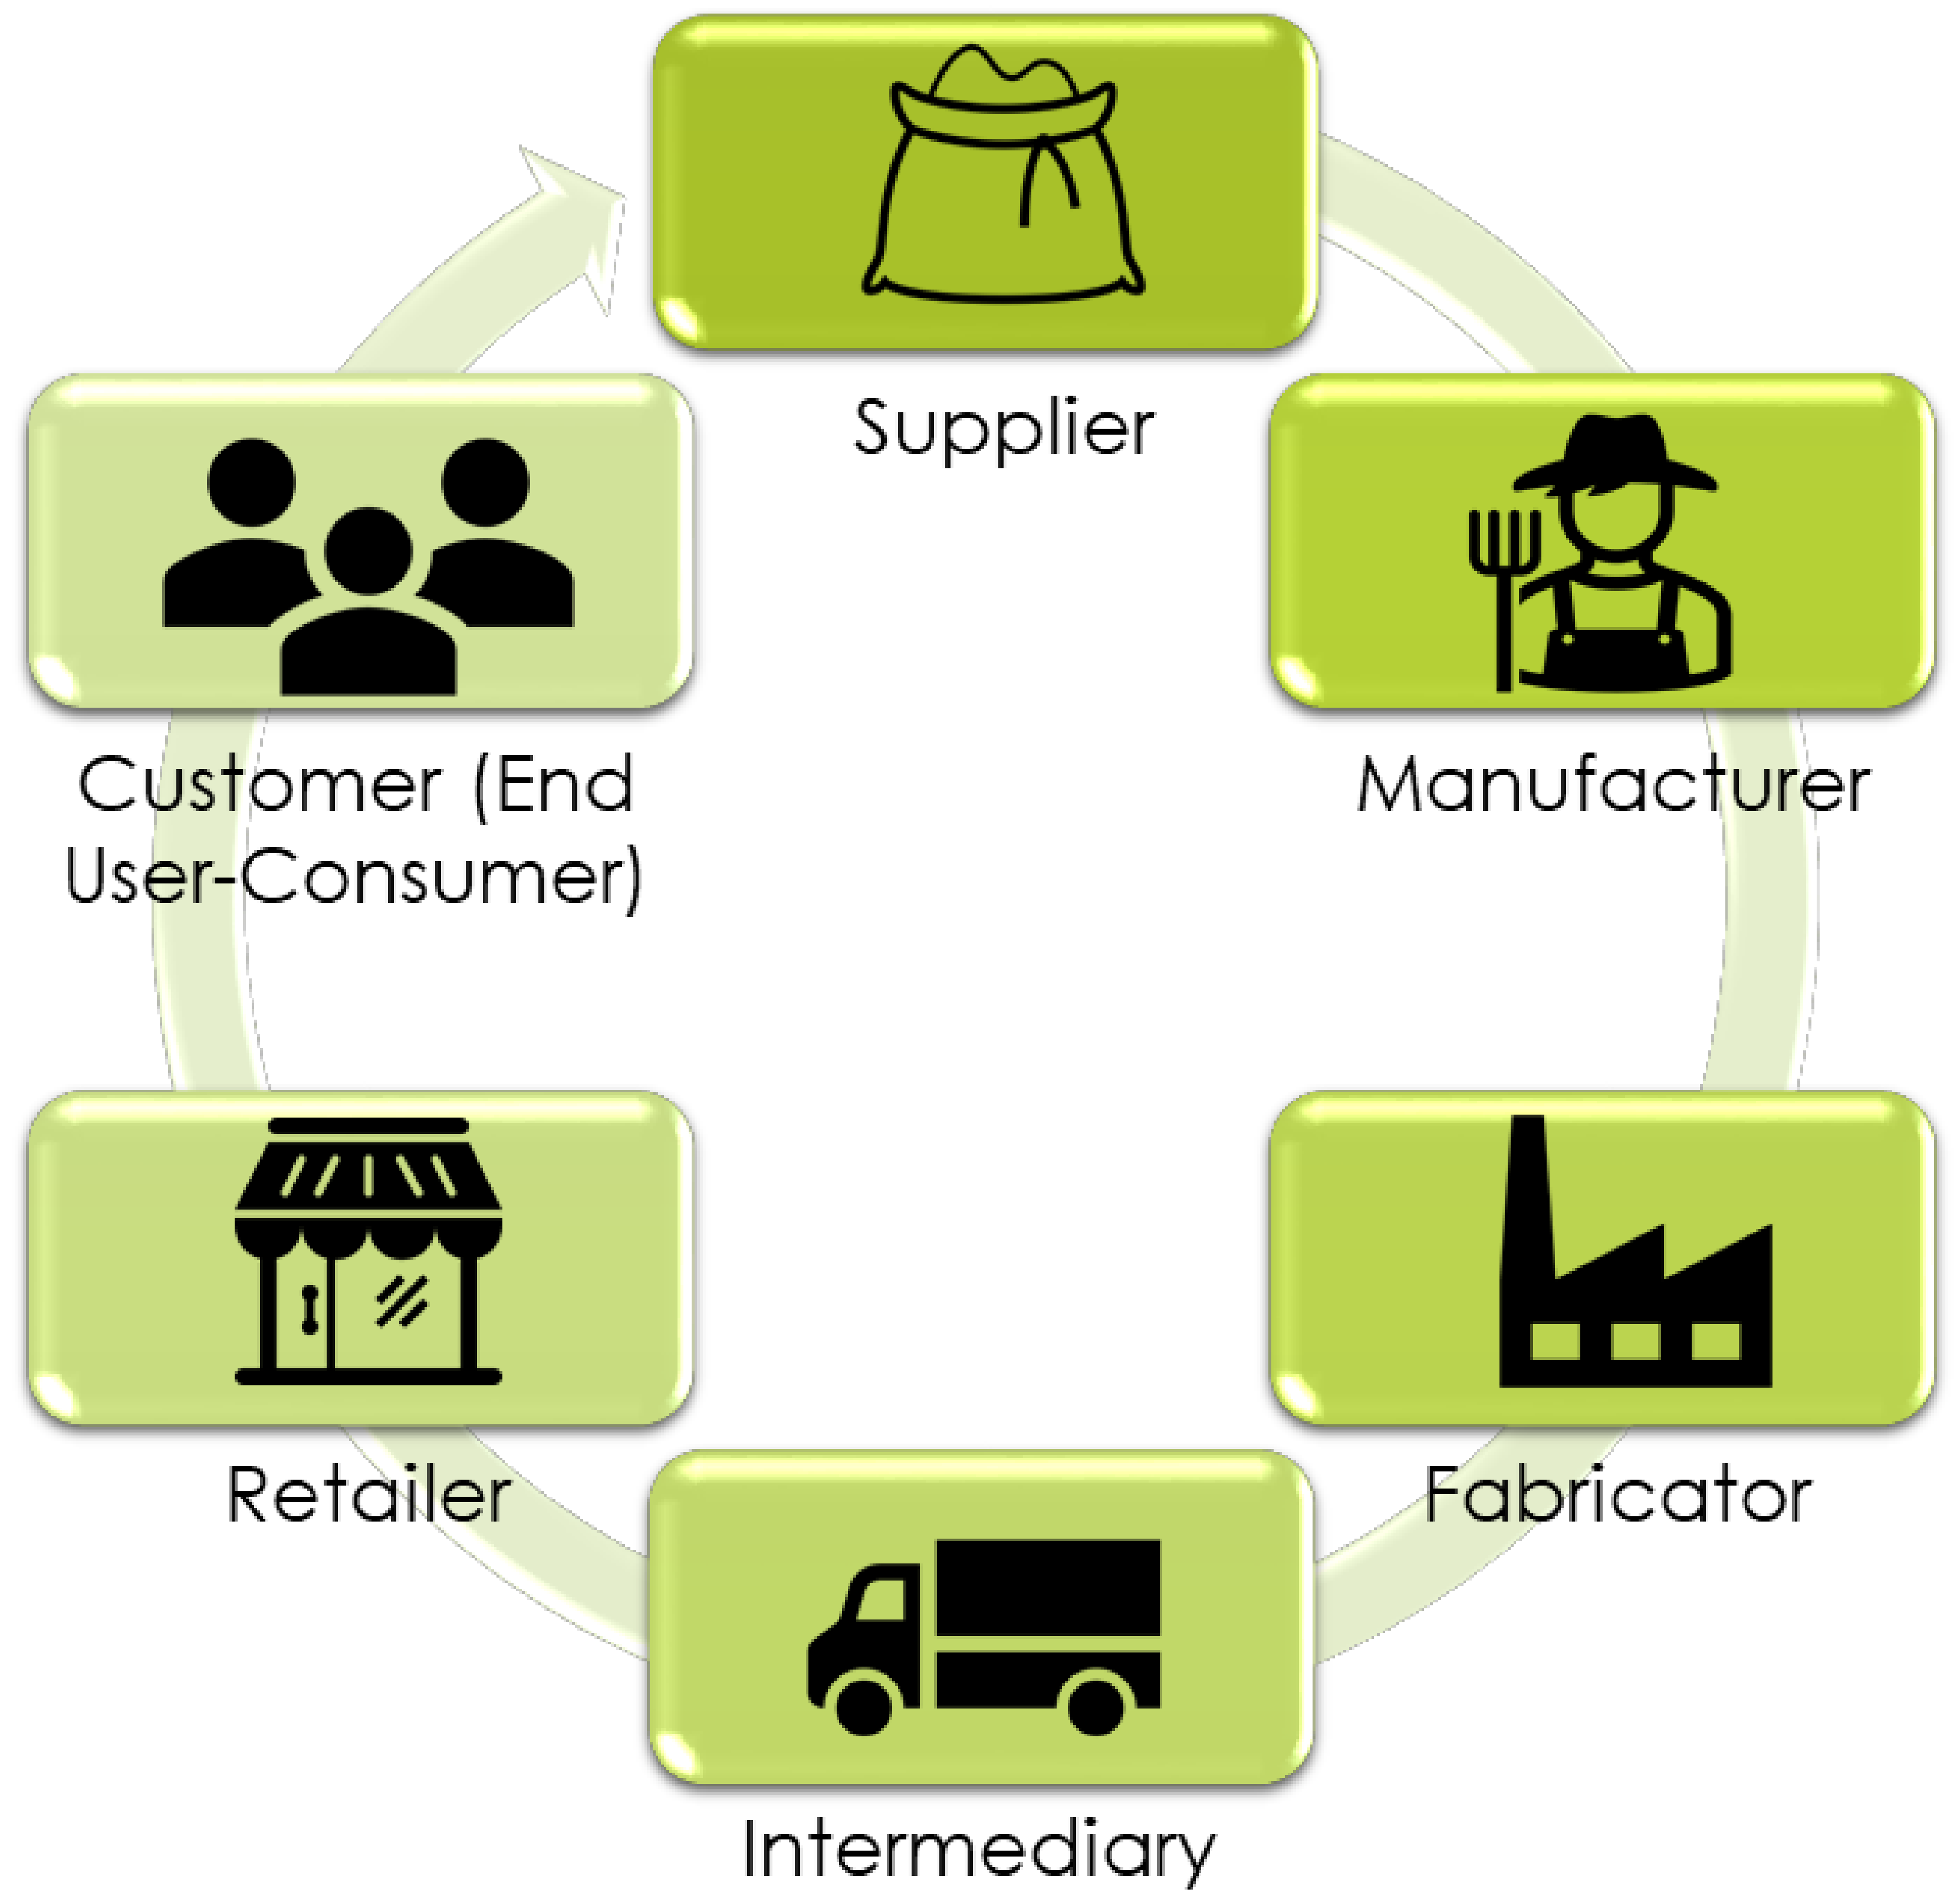 Supplier
Manufacturer
Fabricator
Intermediary
Retailer
Customer (End
User-Consumer)